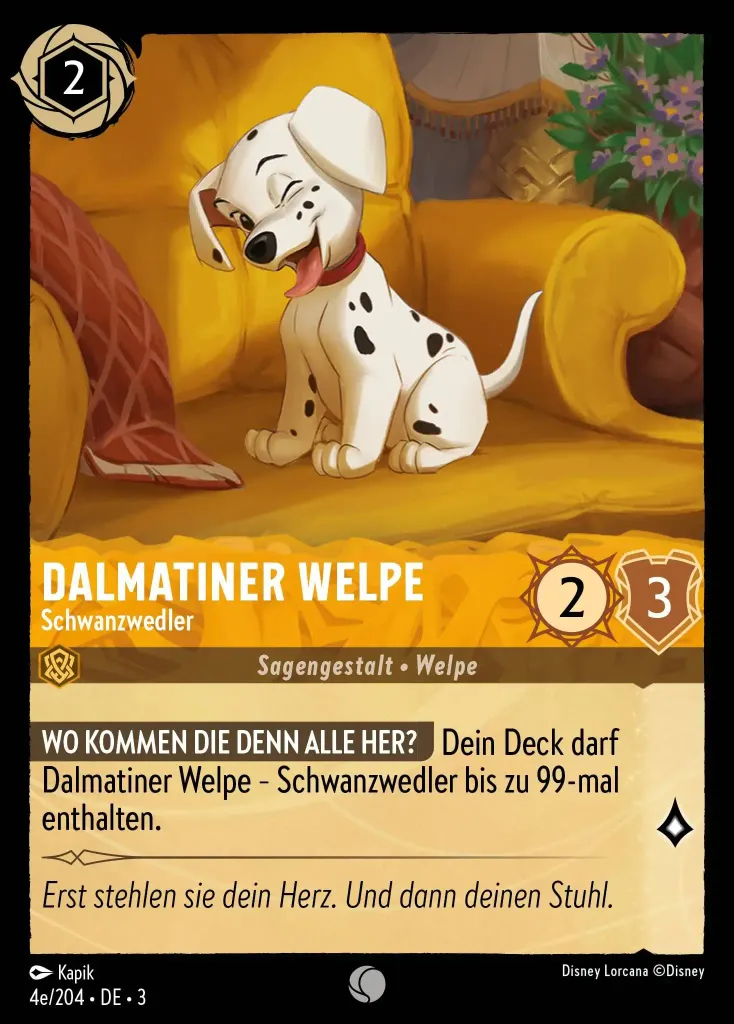 2
DALMATINER WELPE
Schwanzwedler
2
3
Sagengestalt • Welpe
WO KOMMEN DIE DENN ALLE HER? Dein Deck darf
Dalmatiner Welpe – Schwanzwedler bis zu 99-mal
enthalten.
Erst stehlen sie dein Herz. Und dann deinen Stuhl.
Kapik
Disney Lorcana ©Disney
4e/204 • DE • 3